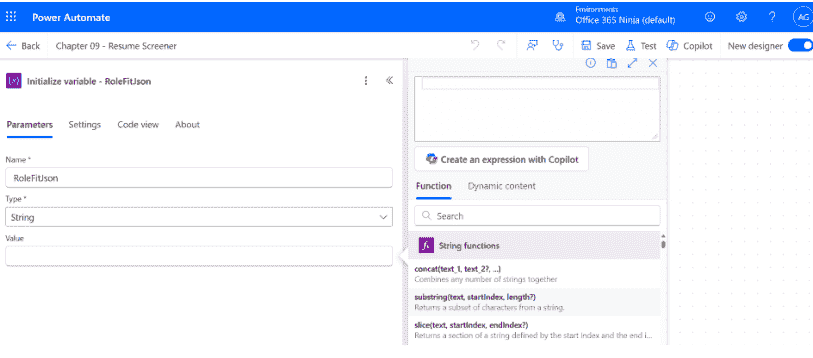 Power Automate
Environments
Office 365 Ninja (default)
AG
Back
Chapter 09 - Resume Screener
Save
Test
Copilot
New designer
Initialize variable - RoleFitJson
Parameters
Settings
Code view
About
Name *
RoleFitJson
Type *
String
Value
Create an expression with Copilot
Function
Dynamic content
Search
String functions
concat(text_1, text_2?, ...)
Combines any number of strings together
substring(text, startIndex, length?)
Returns a subset of characters from a string.
slice(text, startIndex, endIndex?)
Returns a section of a string defined by the start index and the end i...